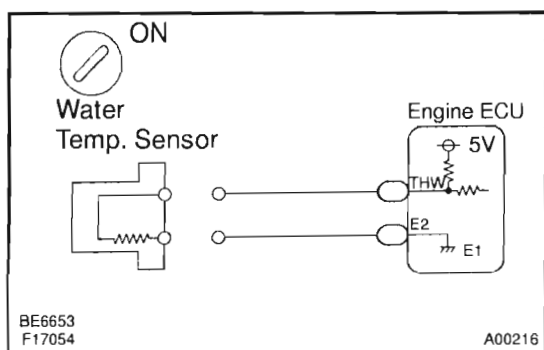 ON
Water
Temp. Sensor
Engine ECU
5V
THW
E2
E1
BE6653
F17054
A00216